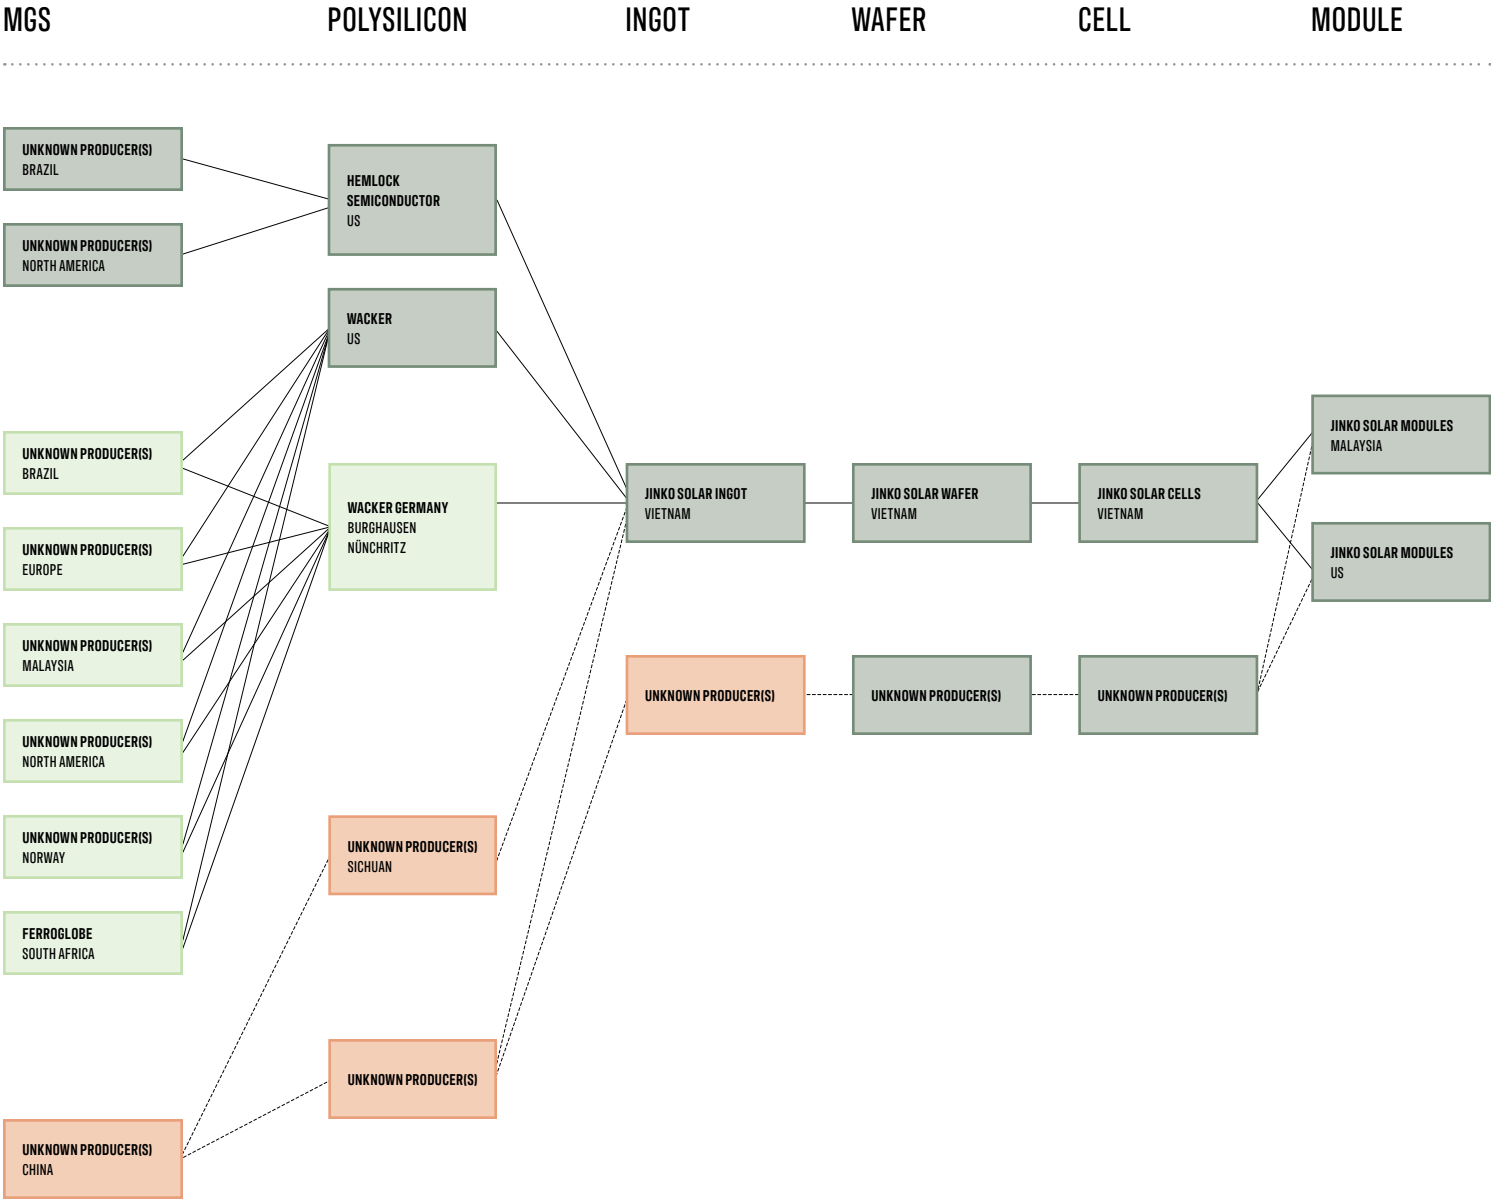 MGS
POLYSILICON
INGOT
WAFER
CELL
MODULE
UNKNOWN PRODUCER(S)
BRAZIL
UNKNOWN PRODUCER(S)
NORTH AMERICA
UNKNOWN PRODUCER(S)
BRAZIL
UNKNOWN PRODUCER(S)
EUROPE
UNKNOWN PRODUCER(S)
MALAYSIA
UNKNOWN PRODUCER(S)
NORTH AMERICA
UNKNOWN PRODUCER(S)
NORWAY
FERROGLOBE
SOUTH AFRICA
UNKNOWN PRODUCER(S)
CHINA
HEMLOCK
SEMICONDUCTOR
US
WACKER
US
WACKER GERMANY
BURGHAUSEN
NÜNCHRITZ
UNKNOWN PRODUCER(S)
SICHUAN
UNKNOWN PRODUCER(S)
JINKO SOLAR INGOT
VIETNAM
UNKNOWN PRODUCER(S)
JINKO SOLAR WAFER
VIETNAM
UNKNOWN PRODUCER(S)
JINKO SOLAR CELLS
VIETNAM
UNKNOWN PRODUCER(S)
JINKO SOLAR MODULES
MALAYSIA
JINKO SOLAR MODULES
US